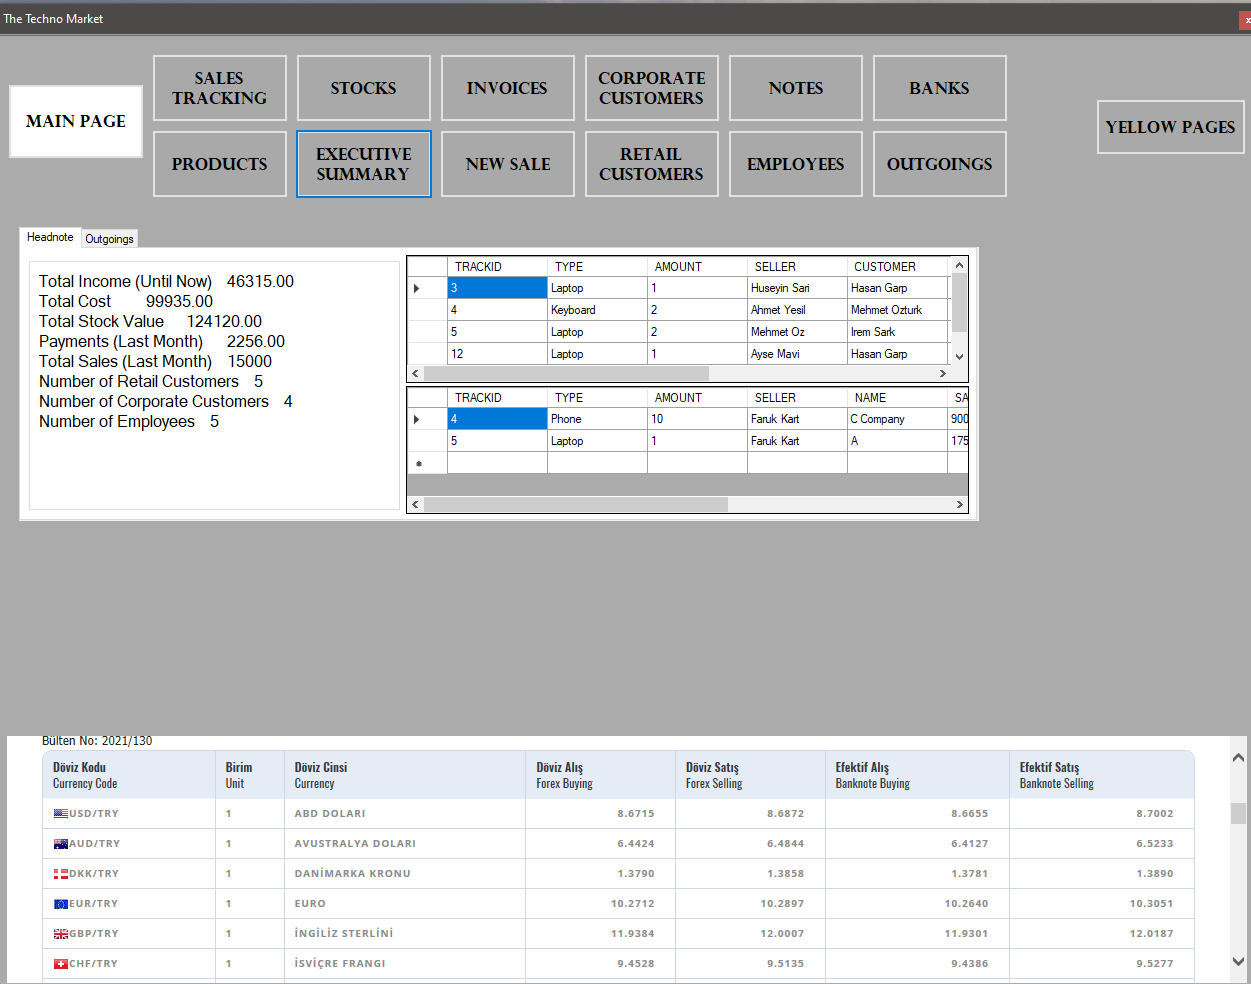 The Techno Market
MAIN PAGE
SALES TRACKING
STOCKS
INVOICES
CORPORATE CUSTOMERS
NOTES
BANKS
YELLOW PAGES
PRODUCTS
EXECUTIVE SUMMARY
NEW SALE
RETAIL CUSTOMERS
EMPLOYEES
OUTGOINGS
Headnote Outgoings
Total Income (Until Now) 46315.00
Total Cost 99935.00
Total Stock Value 124120.00
Payments (Last Month) 2256.00
Total Sales (Last Month) 15000
Number of Retail Customers 5
Number of Corporate Customers 4
Number of Employees 5
TRACKID TYPE AMOUNT SELLER CUSTOMER
3 Laptop 1 Huseyin Sari Hasan Garp
4 Keyboard 2 Ahmet Yesil Mehmet Ozturk
5 Laptop 2 Mehmet Oz Irem Sark
12 Laptop 1 Ayse Mavi Hasan Garp
TRACKID TYPE AMOUNT SELLER NAME SA
4 Phone 10 Faruk Kart C Company 900
5 Laptop 1 Faruk Kart A 175
Bülten No: 2021/130
Döviz Kodu Birim Döviz Cinsi Döviz Alış Döviz Satış Efektif Alış Efektif Satış
Currency Code Unit Currency Forex Buying Forex Selling Banknote Buying Banknote Selling
USD/TRY 1 ABD DOLARI 8.6715 8.6872 8.6655 8.7002
AUD/TRY 1 AVUSTRALYA DOLARI 6.4424 6.4844 6.4127 6.5233
DKK/TRY 1 DANİMARKA KRONU 1.3790 1.3858 1.3781 1.3890
EUR/TRY 1 EURO 10.2712 10.2897 10.2640 10.3051
GBP/TRY 1 İNGİLİZ STERLİNİ 11.9384 12.0007 11.9301 12.0187
CHF/TRY 1 İSVİÇRE FRANGI 9.4528 9.5135 9.4386 9.5277